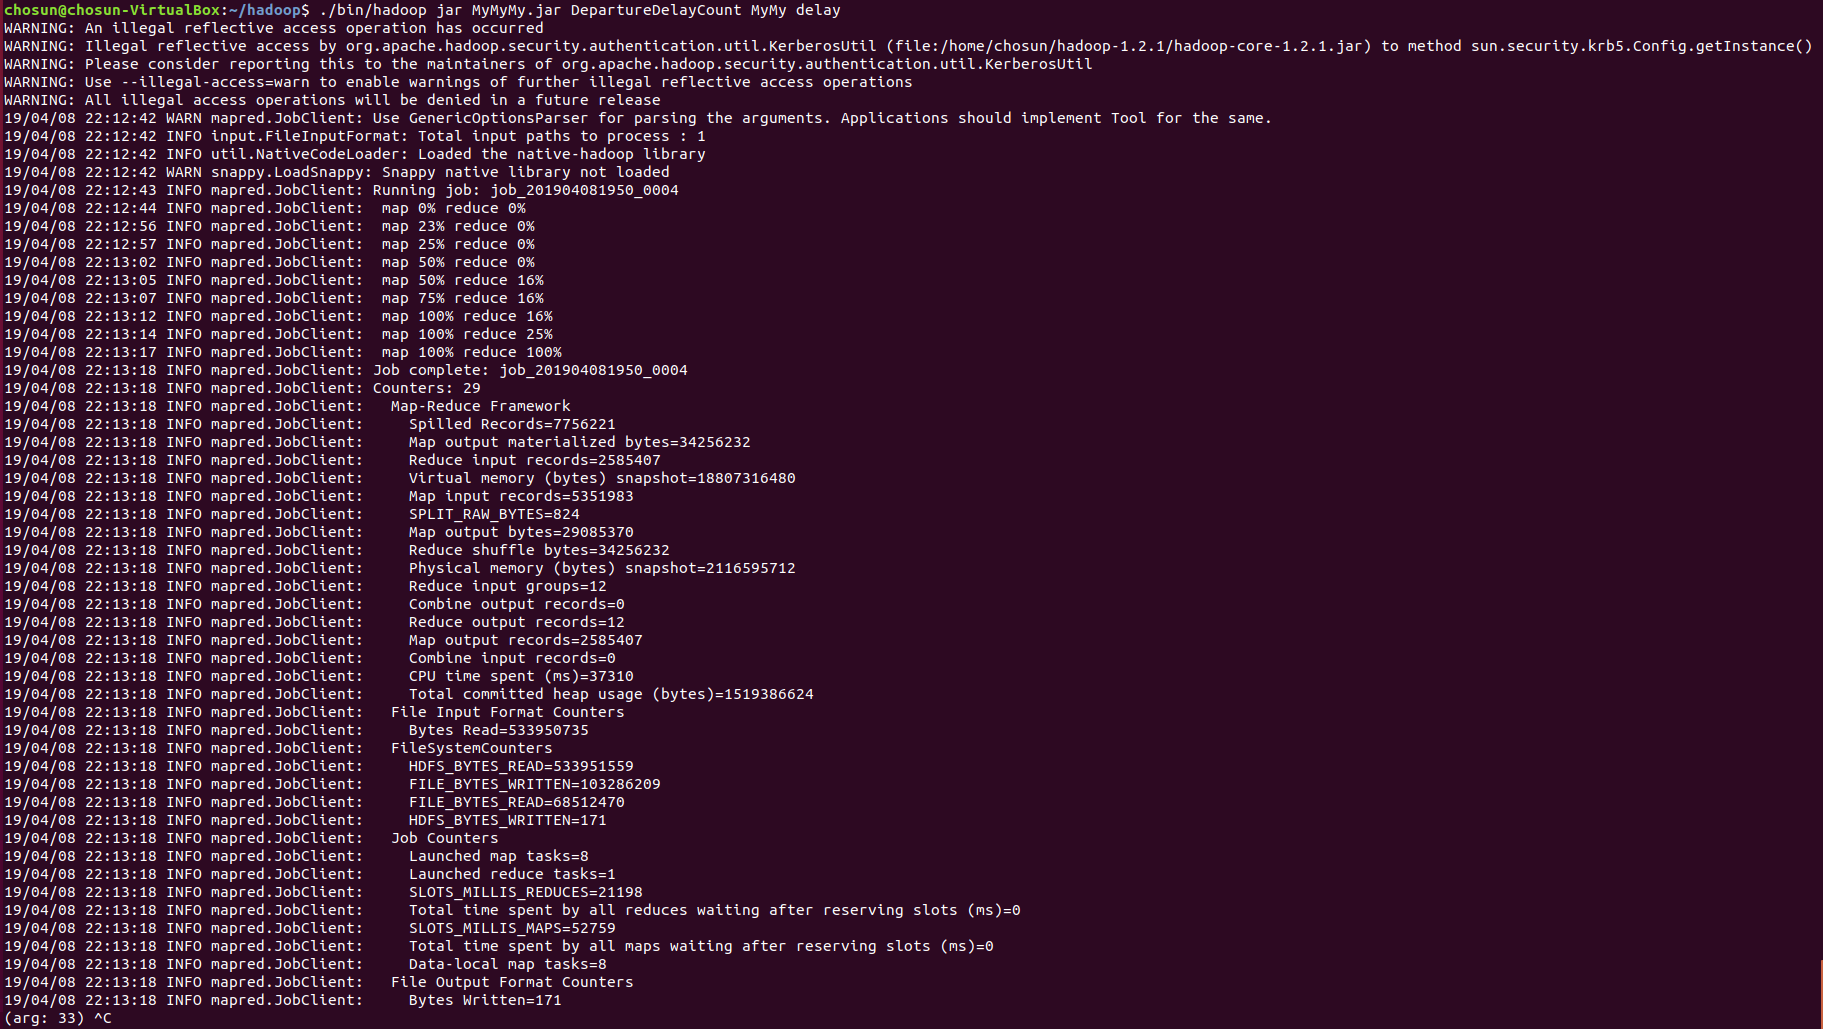 chosun@chosun-VirtualBox:~/hadoop$ ./bin/hadoop jar MyMyMy.jar DepartureDelayCount MyMy delay
WARNING: An illegal reflective access operation has occurred
WARNING: Illegal reflective access by org.apache.hadoop.security.authentication.util.KerberosUtil (file:/home/chosun/hadoop-1.2.1/hadoop-core-1.2.1.jar) to method sun.security.krb5.Config.getInstance()
WARNING: Please consider reporting this to the maintainers of org.apache.hadoop.security.authentication.util.KerberosUtil
WARNING: Use --illegal-access=warn to enable warnings of further illegal reflective access operations
WARNING: All illegal access operations will be denied in a future release
19/04/08 22:12:42 WARN mapred.JobClient: Use GenericOptionsParser for parsing the arguments. Applications should implement Tool for the same.
19/04/08 22:12:42 INFO input.FileInputFormat: Total input paths to process : 1
19/04/08 22:12:42 INFO util.NativeCodeLoader: Loaded the native-hadoop library
19/04/08 22:12:42 WARN snappy.LoadSnappy: Snappy native library not loaded
19/04/08 22:12:43 INFO mapred.JobClient: Running job: job_201904081950_0004
19/04/08 22:12:44 INFO mapred.JobClient:  map 0% reduce 0%
19/04/08 22:12:56 INFO mapred.JobClient:  map 23% reduce 0%
19/04/08 22:12:57 INFO mapred.JobClient:  map 25% reduce 0%
19/04/08 22:13:02 INFO mapred.JobClient:  map 50% reduce 0%
19/04/08 22:13:05 INFO mapred.JobClient:  map 50% reduce 16%
19/04/08 22:13:07 INFO mapred.JobClient:  map 75% reduce 16%
19/04/08 22:13:12 INFO mapred.JobClient:  map 100% reduce 16%
19/04/08 22:13:14 INFO mapred.JobClient:  map 100% reduce 25%
19/04/08 22:13:17 INFO mapred.JobClient:  map 100% reduce 100%
19/04/08 22:13:18 INFO mapred.JobClient: Job complete: job_201904081950_0004
19/04/08 22:13:18 INFO mapred.JobClient: Counters: 29
19/04/08 22:13:18 INFO mapred.JobClient:   Map-Reduce Framework
19/04/08 22:13:18 INFO mapred.JobClient:     Spilled Records=7756221
19/04/08 22:13:18 INFO mapred.JobClient:     Map output materialized bytes=34256232
19/04/08 22:13:18 INFO mapred.JobClient:     Reduce input records=2585407
19/04/08 22:13:18 INFO mapred.JobClient:     Virtual memory (bytes) snapshot=18807316480
19/04/08 22:13:18 INFO mapred.JobClient:     Map input records=5351983
19/04/08 22:13:18 INFO mapred.JobClient:     SPLIT_RAW_BYTES=824
19/04/08 22:13:18 INFO mapred.JobClient:     Map output bytes=29085370
19/04/08 22:13:18 INFO mapred.JobClient:     Reduce shuffle bytes=34256232
19/04/08 22:13:18 INFO mapred.JobClient:     Physical memory (bytes) snapshot=2116595712
19/04/08 22:13:18 INFO mapred.JobClient:     Reduce input groups=12
19/04/08 22:13:18 INFO mapred.JobClient:     Combine output records=0
19/04/08 22:13:18 INFO mapred.JobClient:     Reduce output records=12
19/04/08 22:13:18 INFO mapred.JobClient:     Map output records=2585407
19/04/08 22:13:18 INFO mapred.JobClient:     Combine input records=0
19/04/08 22:13:18 INFO mapred.JobClient:     CPU time spent (ms)=37310
19/04/08 22:13:18 INFO mapred.JobClient:     Total committed heap usage (bytes)=1519386624
19/04/08 22:13:18 INFO mapred.JobClient:   File Input Format Counters
19/04/08 22:13:18 INFO mapred.JobClient:     Bytes Read=533950735
19/04/08 22:13:18 INFO mapred.JobClient:   FileSystemCounters
19/04/08 22:13:18 INFO mapred.JobClient:     HDFS_BYTES_READ=533951559
19/04/08 22:13:18 INFO mapred.JobClient:     FILE_BYTES_WRITTEN=103286209
19/04/08 22:13:18 INFO mapred.JobClient:     FILE_BYTES_READ=68512470
19/04/08 22:13:18 INFO mapred.JobClient:     HDFS_BYTES_WRITTEN=171
19/04/08 22:13:18 INFO mapred.JobClient:   Job Counters
19/04/08 22:13:18 INFO mapred.JobClient:     Launched map tasks=8
19/04/08 22:13:18 INFO mapred.JobClient:     Launched reduce tasks=1
19/04/08 22:13:18 INFO mapred.JobClient:     SLOTS_MILLIS_REDUCES=21198
19/04/08 22:13:18 INFO mapred.JobClient:     Total time spent by all reduces waiting after reserving slots (ms)=0
19/04/08 22:13:18 INFO mapred.JobClient:     SLOTS_MILLIS_MAPS=52759
19/04/08 22:13:18 INFO mapred.JobClient:     Total time spent by all maps waiting after reserving slots (ms)=0
19/04/08 22:13:18 INFO mapred.JobClient:     Data-local map tasks=8
19/04/08 22:13:18 INFO mapred.JobClient:   File Output Format Counters
19/04/08 22:13:18 INFO mapred.JobClient:     Bytes Written=171
(arg: 33) ^C